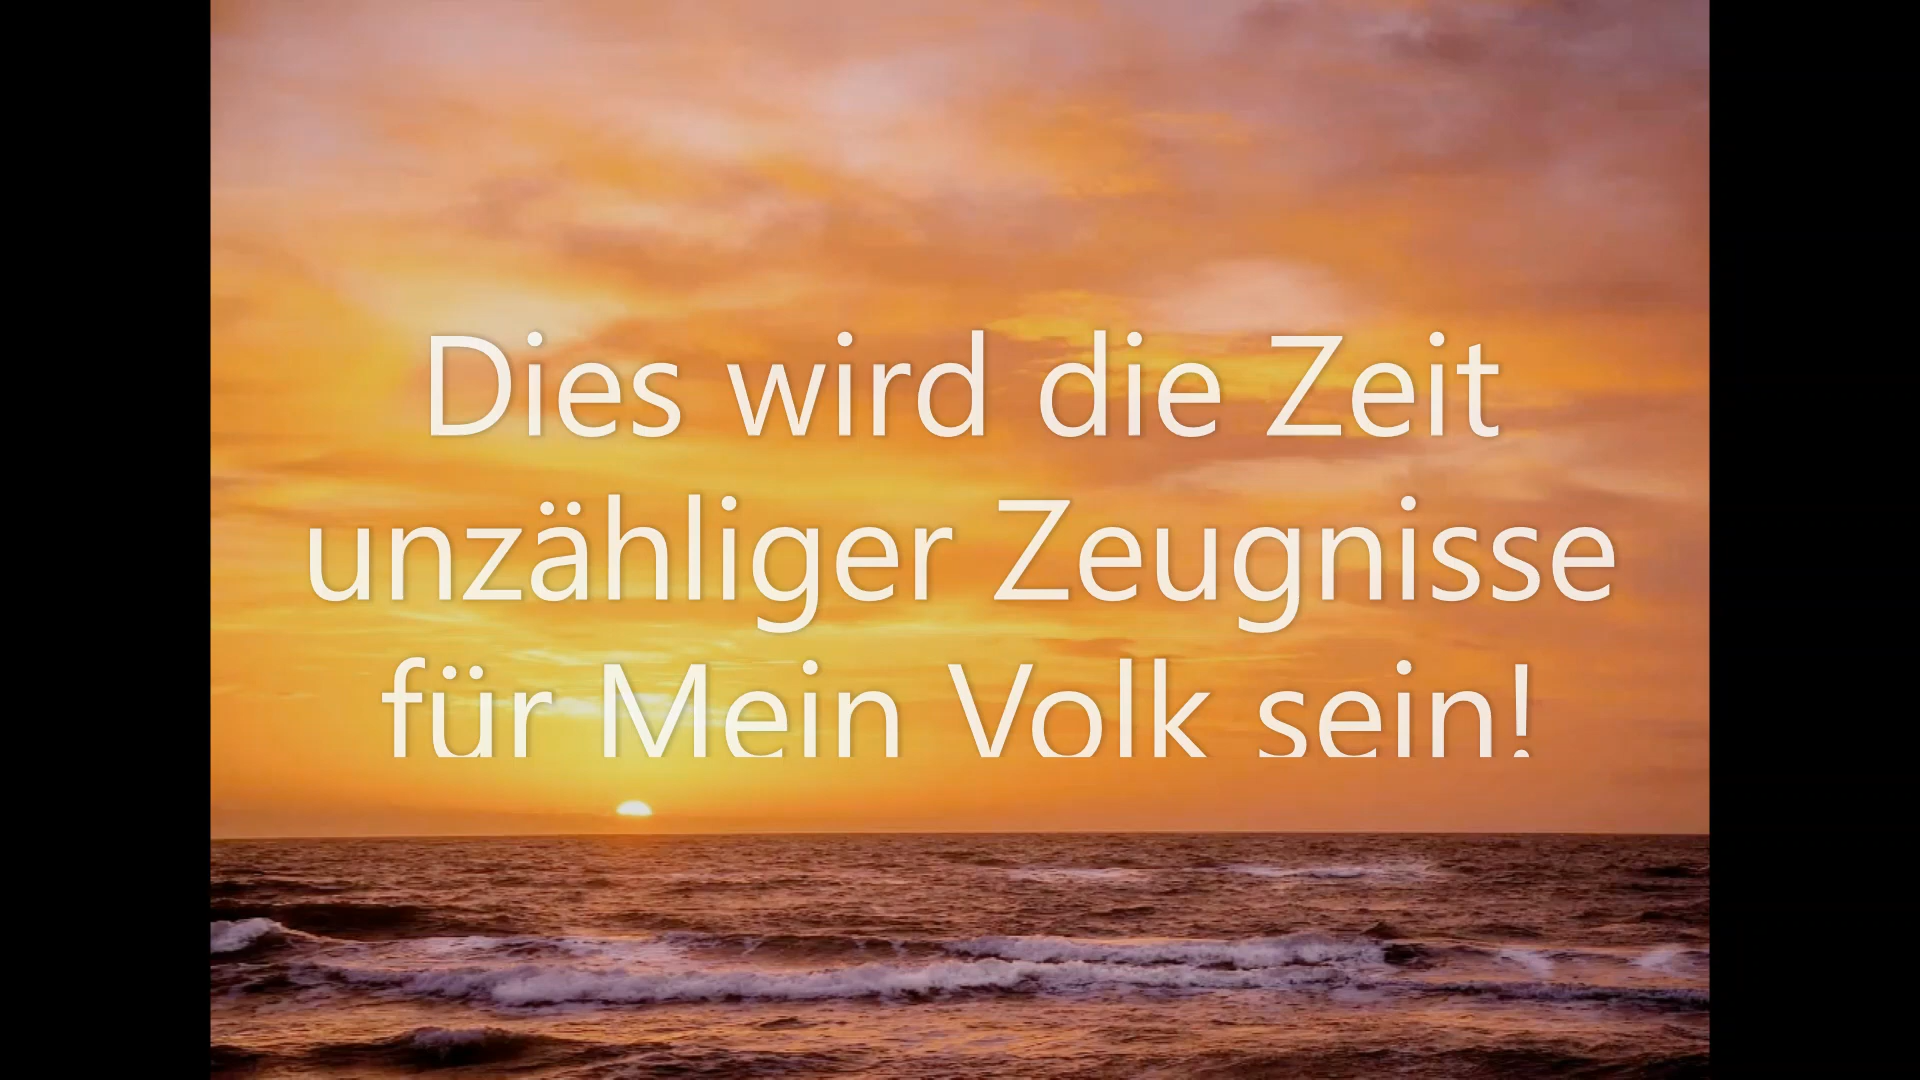 Dies wird die Zeit
unzähliger Zeugnisse
für Mein Volk sein!